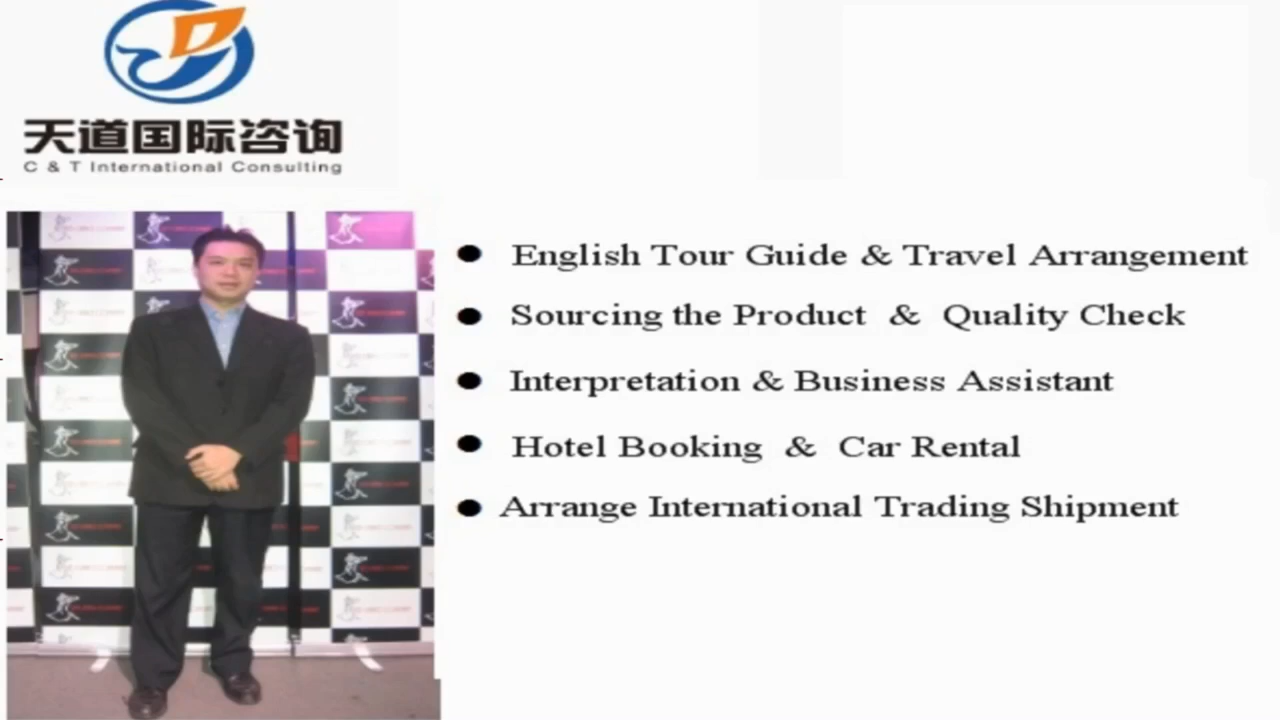 天道国际咨询
C & T International Consulting
● English Tour Guide & Travel Arrangement
● Sourcing the Product & Quality Check
● Interpretation & Business Assistant
● Hotel Booking & Car Rental
● Arrange International Trading Shipment